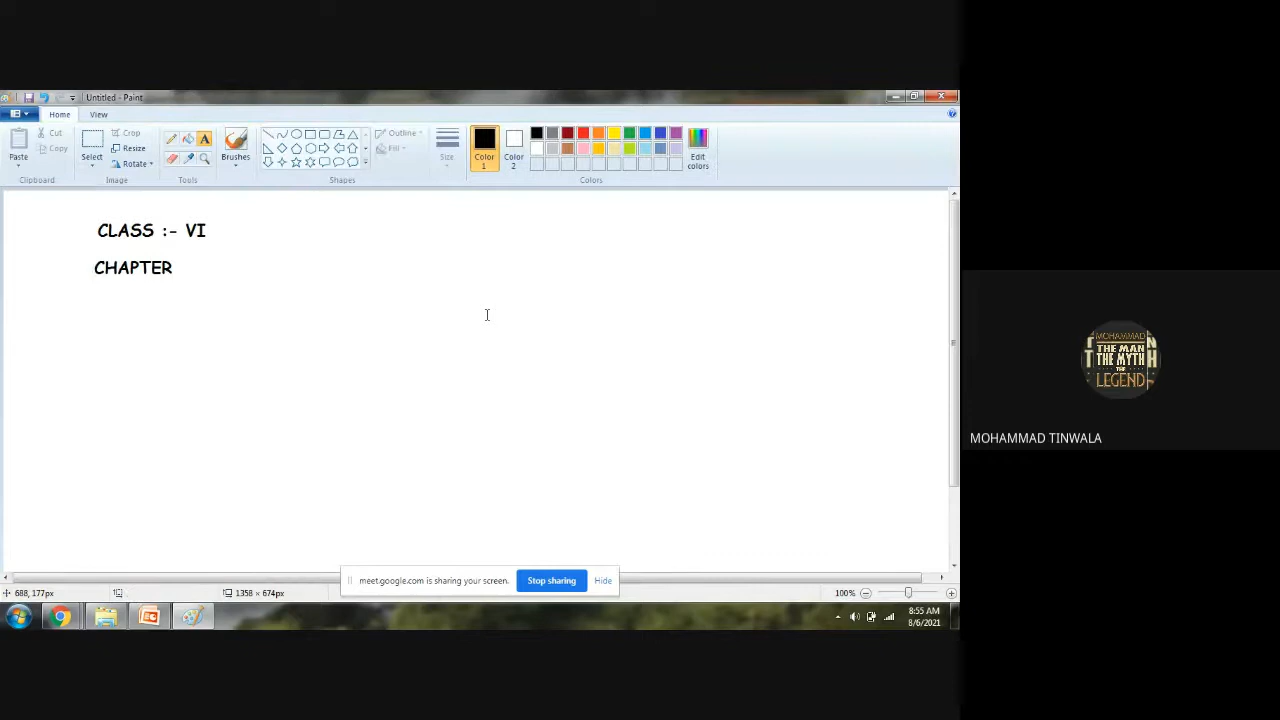 Untitled - Paint
Home
View
Paste
Cut
Copy
Clipboard
Select
Crop
Resize
Rotate
Image
Tools
Brushes
Outline
Fill
Shapes
Size
Color 1
Color 2
Edit colors
Colors
CLASS :- VI
CHAPTER
meet.google.com is sharing your screen.
Stop sharing
Hide
688, 177px
1358 × 674px
100%
8:55 AM
8/6/2021
MOHAMMAD
THE MAN
THE MYTH
THE
LEGEND
MOHAMMAD TINWALA